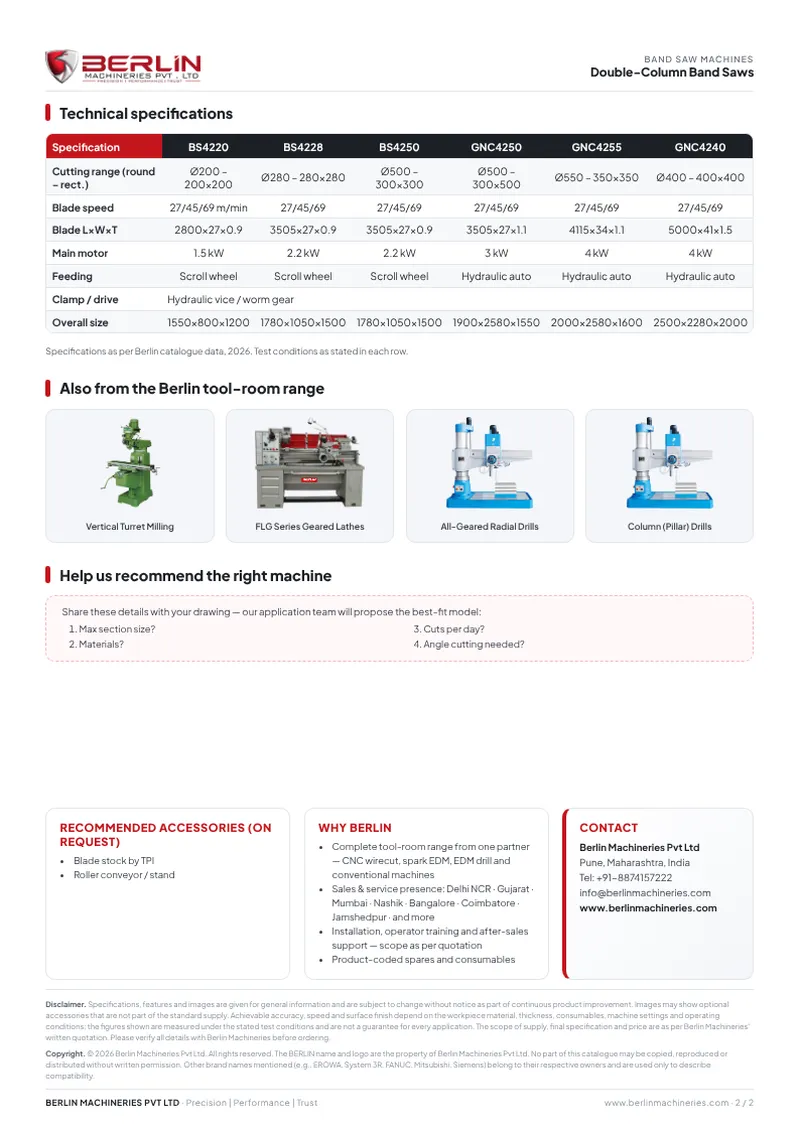 BERLIN
MACHINERIES PVT. LTD
PRECISION | PERFORMANCE | TRUST
BAND SAW MACHINES
Double-Column Band Saws
Technical specifications
Specification BS4220 BS4228 BS4250 GNC4250 GNC4255 GNC4240
Cutting range (round – rect.) Ø200 – 200×200 Ø280 – 280×280 Ø500 – 300×300 Ø500 – 300×500 Ø550 – 350×350 Ø400 – 400×400
Blade speed 27/45/69 m/min 27/45/69 27/45/69 27/45/69 27/45/69 27/45/69
Blade L×W×T 2800×27×0.9 3505×27×0.9 3505×27×0.9 3505×27×1.1 4115×34×1.1 5000×41×1.5
Main motor 1.5 kW 2.2 kW 2.2 kW 3 kW 4 kW 4 kW
Feeding Scroll wheel Scroll wheel Scroll wheel Hydraulic auto Hydraulic auto Hydraulic auto
Clamp / drive Hydraulic vice / worm gear
Overall size 1550×800×1200 1780×1050×1500 1780×1050×1500 1900×2580×1550 2000×2580×1600 2500×2280×2000
Specifications as per Berlin catalogue data, 2026. Test conditions as stated in each row.
Also from the Berlin tool-room range
Vertical Turret Milling
FLG Series Geared Lathes
All-Geared Radial Drills
Column (Pillar) Drills
Help us recommend the right machine
Share these details with your drawing — our application team will propose the best-fit model:
1. Max section size?
2. Materials?
3. Cuts per day?
4. Angle cutting needed?
RECOMMENDED ACCESSORIES (ON
REQUEST)
• Blade stock by TPI
• Roller conveyor / stand
WHY BERLIN
• Complete tool-room range from one partner
— CNC wirecut, spark EDM, EDM drill and
conventional machines
• Sales & service presence: Delhi NCR · Gujarat ·
Mumbai · Nashik · Bangalore · Coimbatore ·
Jamshedpur · and more
• Installation, operator training and after-sales
support — scope as per quotation
• Product-coded spares and consumables
CONTACT
Berlin Machineries Pvt Ltd
Pune, Maharashtra, India
Tel: +91-8874157222
info@berlinmachineries.com
www.berlinmachineries.com
Disclaimer. Specifications, features and images are given for general information and are subject to change without notice as part of continuous product improvement. Images may show optional
accessories that are not part of the standard supply. Achievable accuracy, speed and surface finish depend on the workpiece material, thickness, consumables, machine settings and operating
conditions; the figures shown are measured under the stated test conditions and are not a guarantee for every application. The scope of supply, final specification and price are as per Berlin Machineries'
written quotation. Please verify all details with Berlin Machineries before ordering.
Copyright. © 2026 Berlin Machineries Pvt Ltd. All rights reserved. The BERLIN name and logo are the property of Berlin Machineries Pvt Ltd. No part of this catalogue may be copied, reproduced or
distributed without written permission. Other brand names mentioned (e.g., EROWA, System 3R, FANUC, Mitsubishi, Siemens) belong to their respective owners and are used only to describe
compatibility.
BERLIN MACHINERIES PVT LTD · Precision | Performance | Trust
www.berlinmachineries.com · 2 / 2